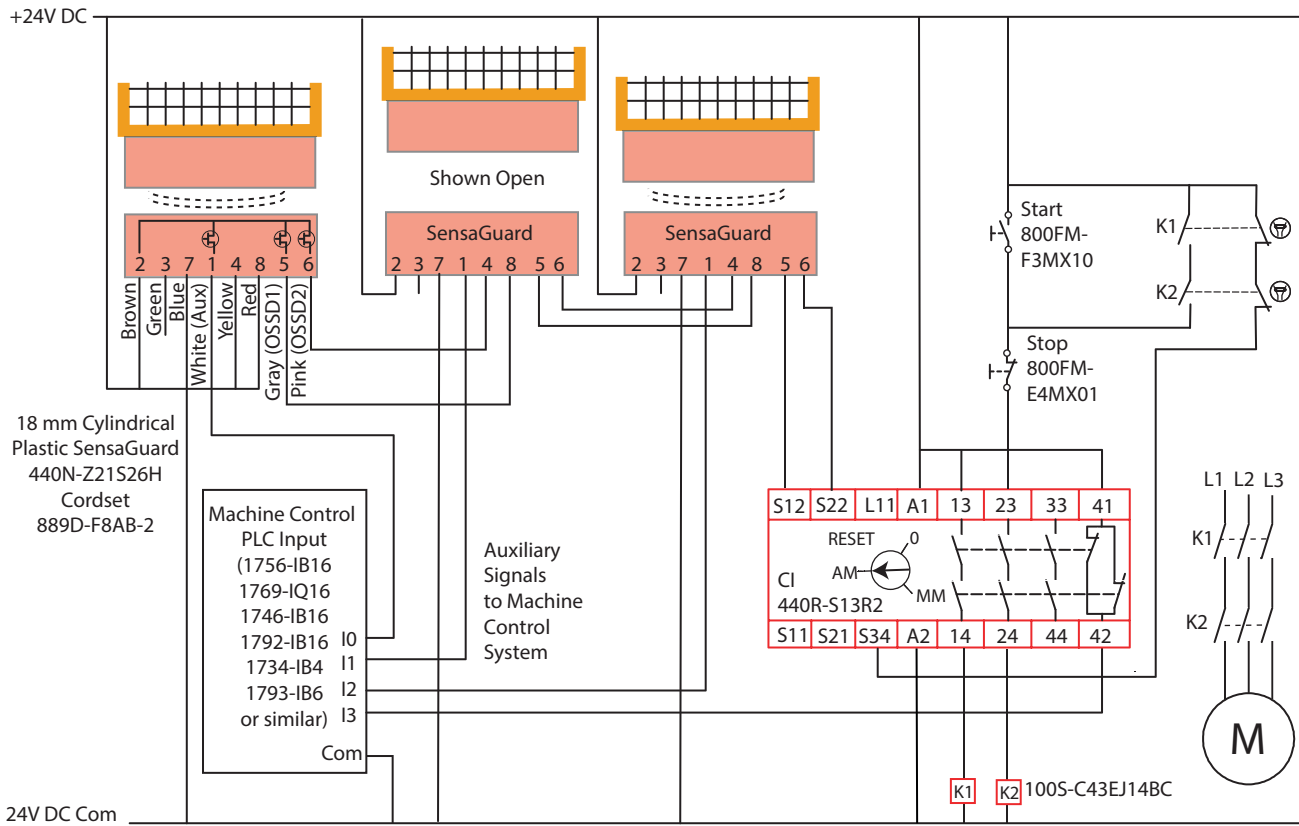 +24V DC
Shown Open
SensaGuard
SensaGuard
2 3 7 1 4 8 5 6
2 3 7 1 4 8 5 6
2 3 7 1 4 8 5 6
Brown
Green
Blue
White (Aux)
Yellow
Red
Gray (OSSD1)
Pink (OSSD2)
18 mm Cylindrical
Plastic SensaGuard
440N-Z21S26H
Cordset
889D-F8AB-2
Machine Control
PLC Input
(1756-IB16
1769-IQ16
1746-IB16
1792-IB16 I0
1734-IB4 I1
1793-IB6 I2
or similar) I3
Com
Auxiliary
Signals
to Machine
Control
System
Start
800FM-
F3MX10
K1
K2
Stop
800FM-
E4MX01
S12 S22 L11 A1 13 23 33 41
RESET 0
AM
MM
CI
440R-S13R2
S11 S21 S34 A2 14 24 44 42
K1
K2 100S-C43EJ14BC
L1 L2 L3
K1
K2
M
24V DC Com